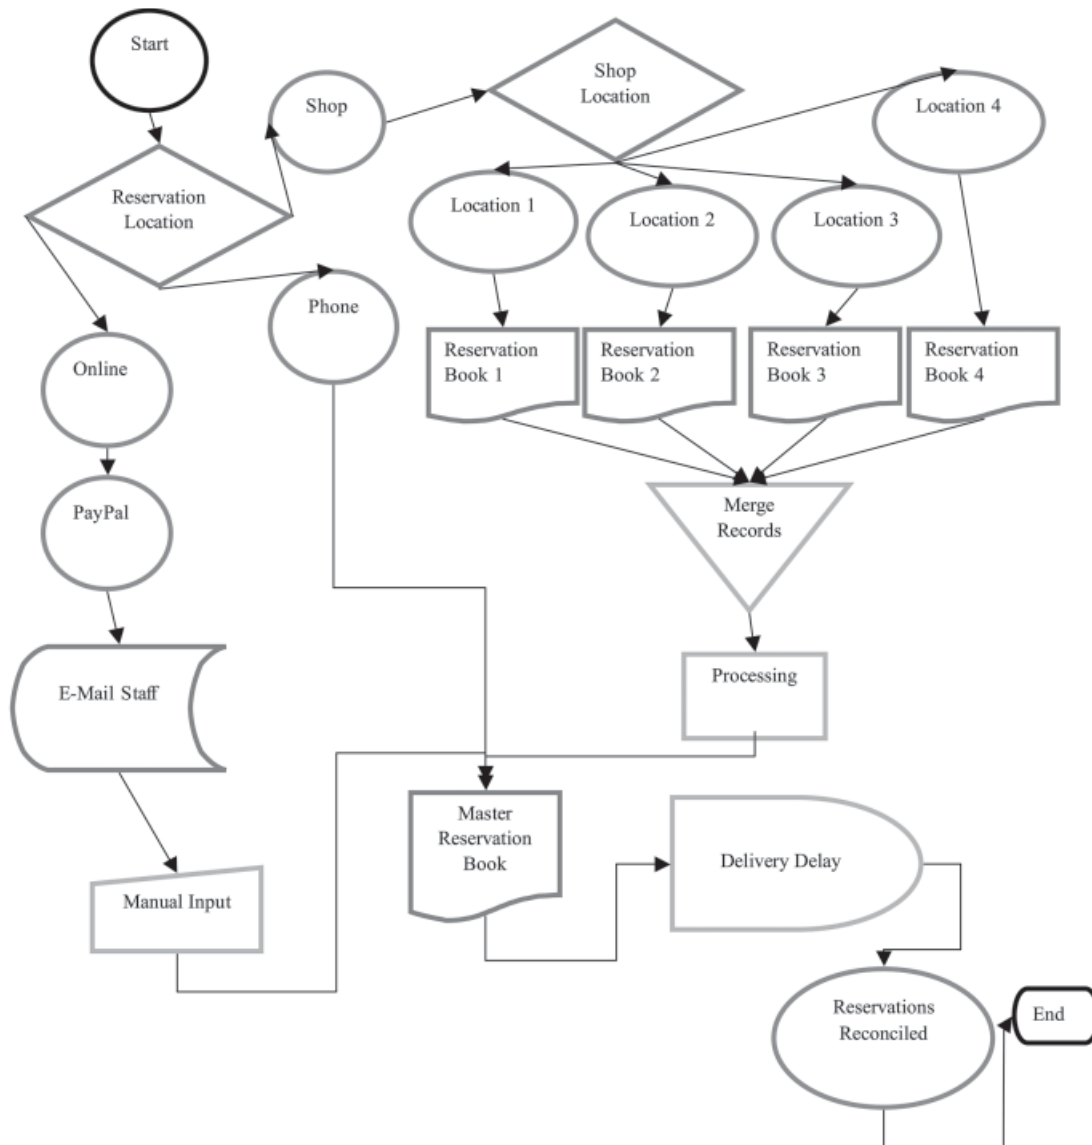 Start
Shop
Shop
Location
Location 4
Reservation
Location
Location 1
Location 2
Location 3
Phone
Online
Reservation
Book 1
Reservation
Book 2
Reservation
Book 3
Reservation
Book 4
PayPal
Merge
Records
E-Mail Staff
Processing
Master
Reservation
Book
Delivery Delay
Manual Input
Reservations
Reconciled
End